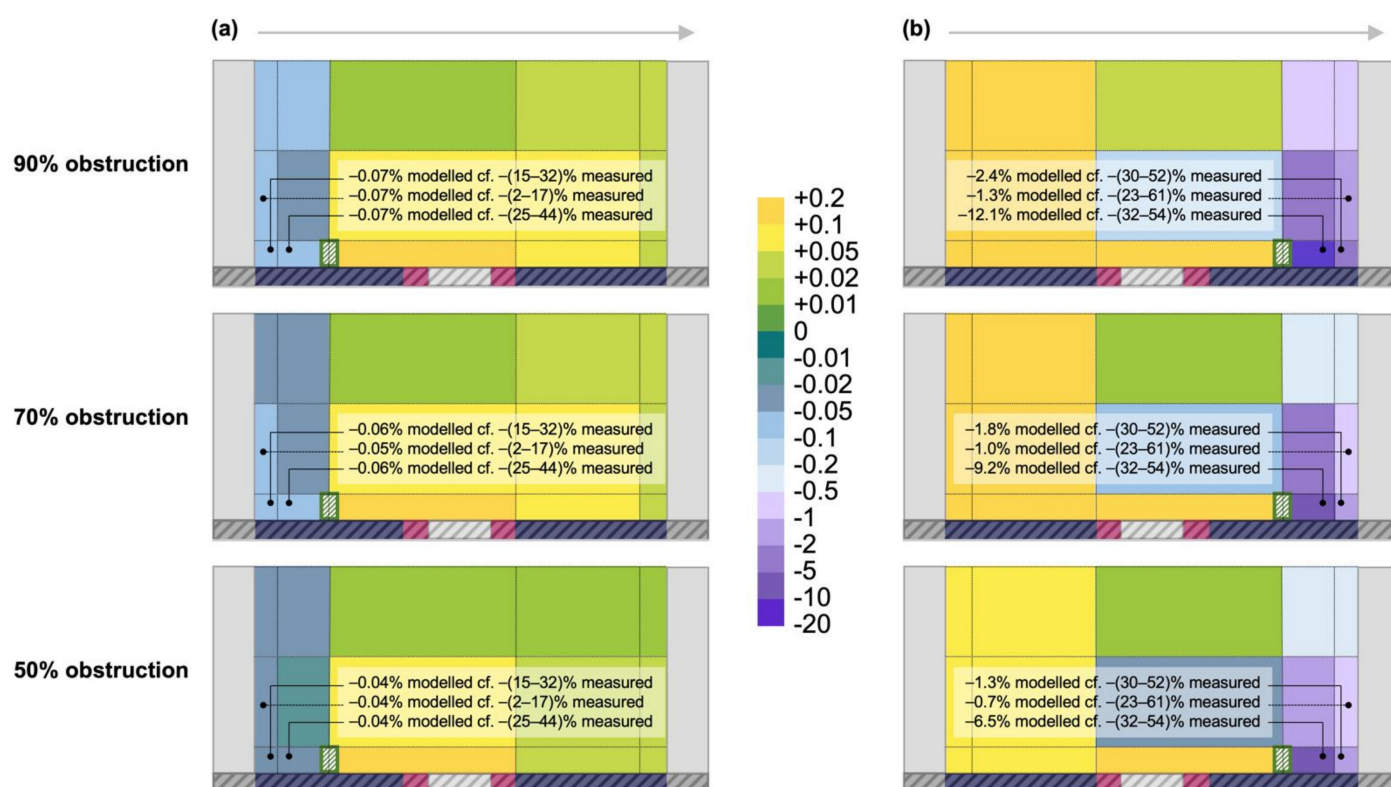 (a)
(b)
90% obstruction
–0.07% modelled cf. –(15–32)% measured
–0.07% modelled cf. –(2–17)% measured
–0.07% modelled cf. –(25–44)% measured
–2.4% modelled cf. –(30–52)% measured
–1.3% modelled cf. –(23–61)% measured
–12.1% modelled cf. –(32–54)% measured
70% obstruction
–0.06% modelled cf. –(15–32)% measured
–0.05% modelled cf. –(2–17)% measured
–0.06% modelled cf. –(25–44)% measured
–1.8% modelled cf. –(30–52)% measured
–1.0% modelled cf. –(23–61)% measured
–9.2% modelled cf. –(32–54)% measured
50% obstruction
–0.04% modelled cf. –(15–32)% measured
–0.04% modelled cf. –(2–17)% measured
–0.04% modelled cf. –(25–44)% measured
–1.3% modelled cf. –(30–52)% measured
–0.7% modelled cf. –(23–61)% measured
–6.5% modelled cf. –(32–54)% measured
+0.2
+0.1
+0.05
+0.02
+0.01
0
-0.01
-0.02
-0.05
-0.1
-0.2
-0.5
-1
-2
-5
-10
-20